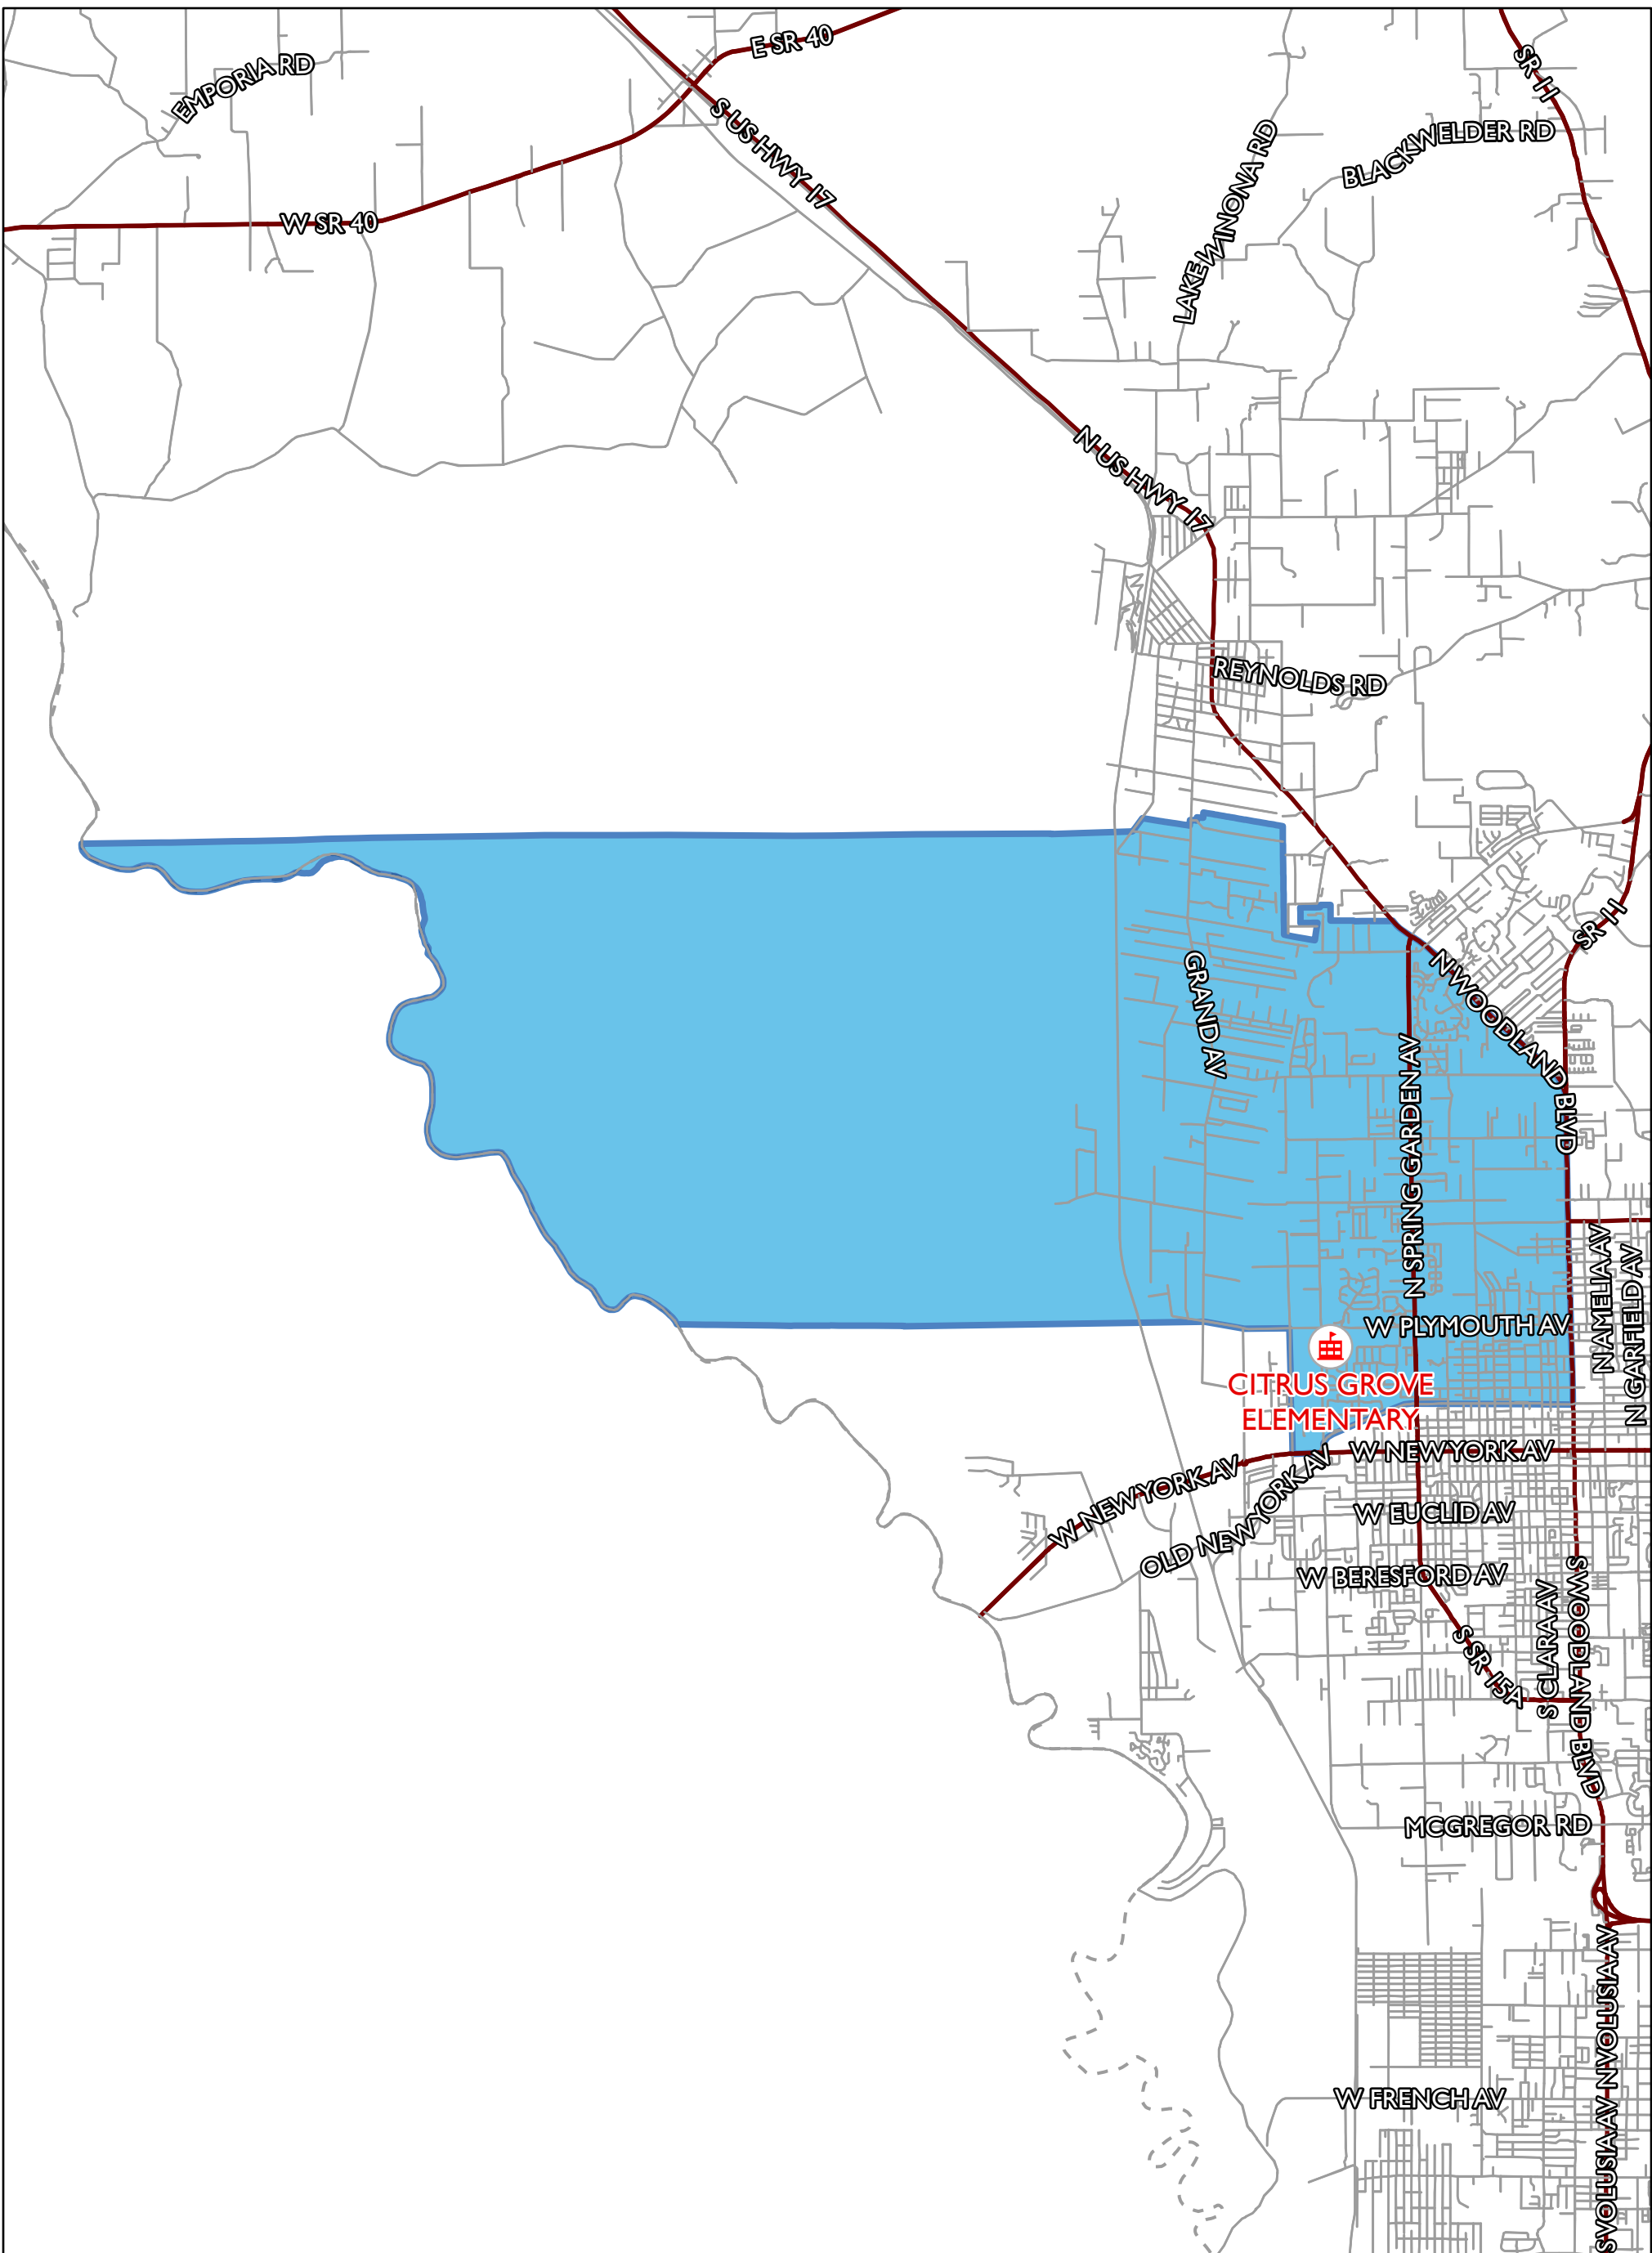 E SR 40
SR 11
EMPORIA RD
S US HWY 17
BLACKWELDER RD
LAKE WINONA RD
W SR 40
N US HWY 17
REYNOLDS RD
SR 11
GRAND AV
N WOODLAND BLVD
N SPRING GARDEN AV
N AMELIA AV
N GARFIELD AV
W PLYMOUTH AV
CITRUS GROVE
ELEMENTARY
W NEW YORK AV
W NEW YORK AV
OLD NEW YORK AV
W EUCLID AV
W BERESFORD AV
S CLARA AV
S WOODLAND BLVD
S SR 15A
MCGREGOR RD
N VOLUSIA AV
W FRENCH AV
S VOLUSIA AV